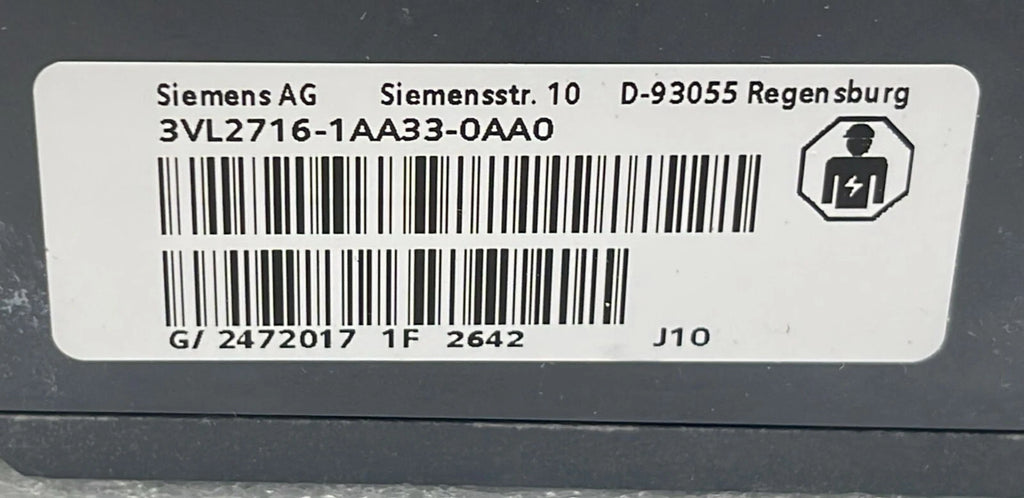 Siemens AG Siemensstr. 10 D-93055 Regensburg
3VL2716-1AA33-0AA0
G/ 2472017 1F 2642 J10